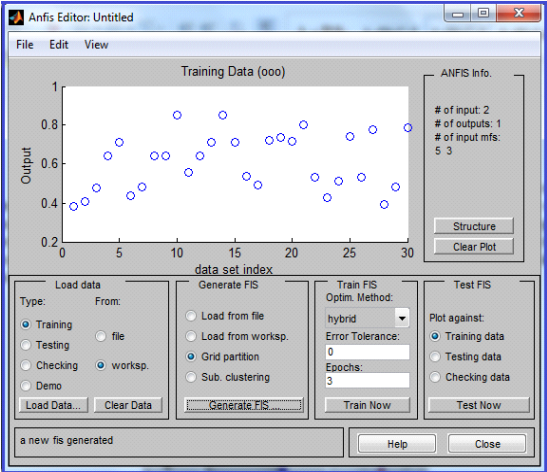 Anfis Editor: Untitled
File Edit View
Training Data (ooo)
1
0.8
0.6
0.4
0.2
Output
0 5 10 15 20 25 30
data set index
ANFIS Info.
# of input: 2
# of outputs: 1
# of input mfs:
5 3
Structure
Clear Plot
Load data
Type: From:
Training
Testing
Checking
Demo
file
worksp.
Load Data... Clear Data
Generate FIS
Load from file
Load from worksp.
Grid partition
Sub. clustering
Generate FIS ...
Train FIS
Optim. Method:
hybrid
Error Tolerance:
0
Epochs:
3
Train Now
Test FIS
Plot against:
Training data
Testing data
Checking data
Test Now
a new fis generated
Help Close